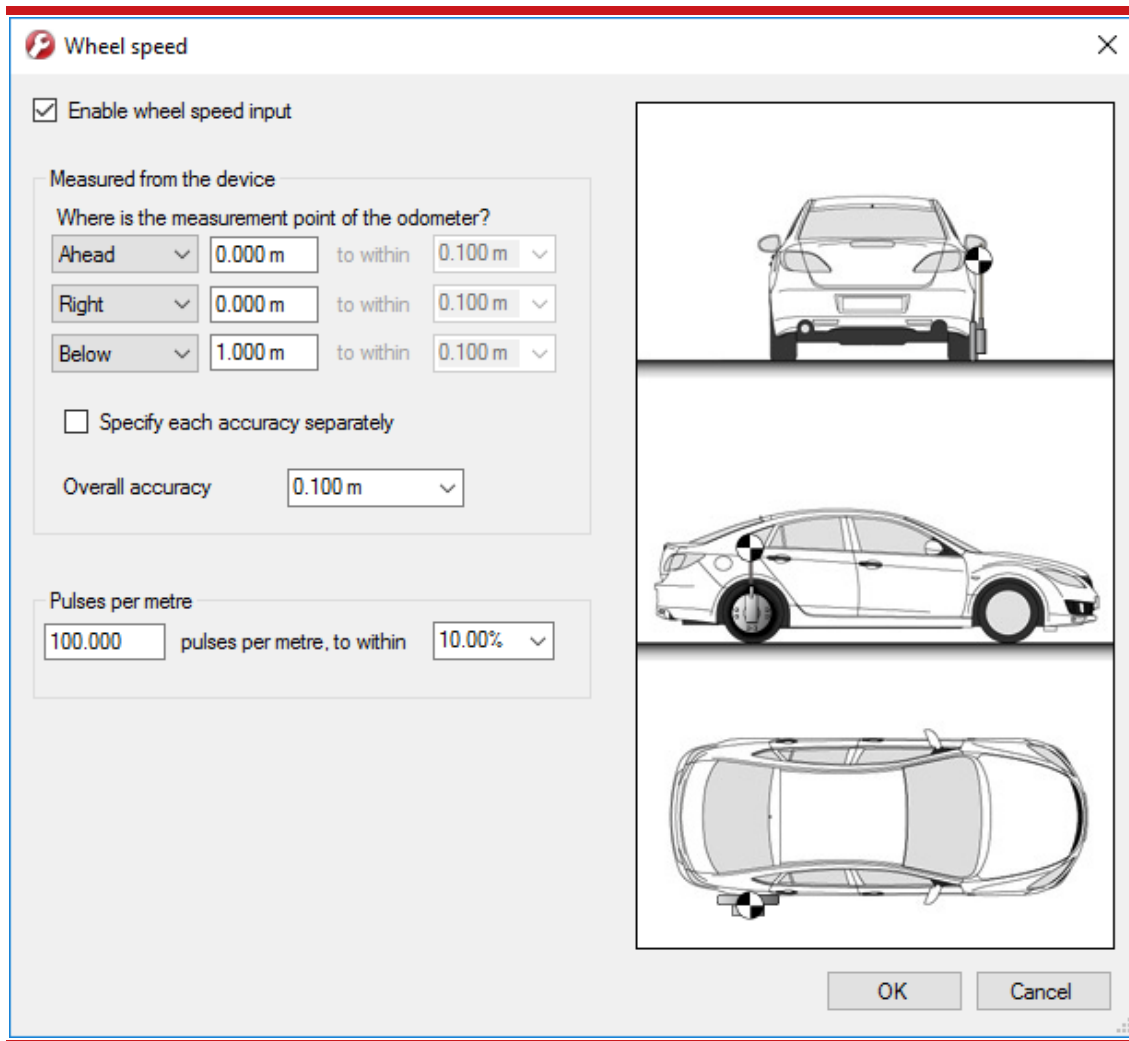 Wheel speed
Enable wheel speed input
Measured from the device
Where is the measurement point of the odometer?
Ahead 0.000 m to within 0.100 m
Right 0.000 m to within 0.100 m
Below 1.000 m to within 0.100 m
Specify each accuracy separately
Overall accuracy 0.100 m
Pulses per metre
100.000 pulses per metre, to within 10.00%
OK Cancel